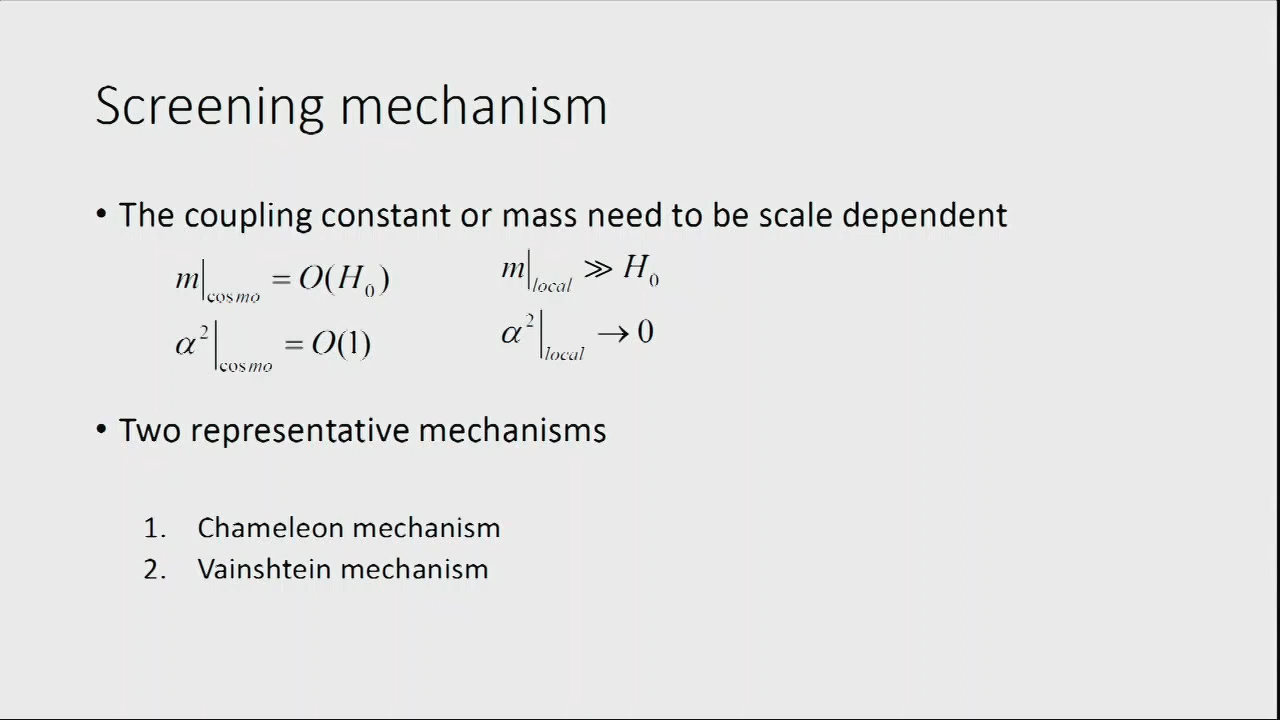 Screening mechanism
• The coupling constant or mass need to be scale dependent
m|cosmo = O(H₀) m|local ≫ H₀
α²|cosmo = O(1) α²|local → 0
• Two representative mechanisms
1. Chameleon mechanism
2. Vainshtein mechanism